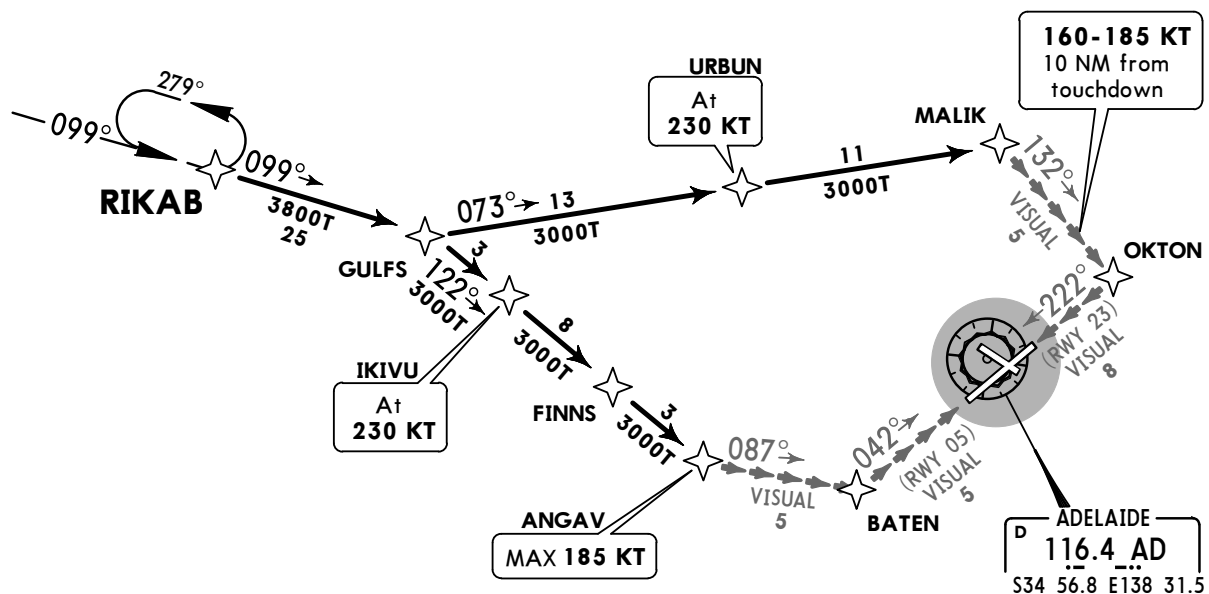 160-185 KT
10 NM from
touchdown
URBUN
At
230 KT
MALIK
279°
099°
RIKAB
099°
3800T
25
GULFS
073°
13
3000T
11
3000T
132°
VISUAL
5
OKTON
222°
(RWY 23)
VISUAL
8
3
122°
3000T
IKIVU
At
230 KT
8
3000T
FINNS
3
3000T
ANGAV
MAX 185 KT
087°
VISUAL
5
BATEN
042°
(RWY 05)
VISUAL
5
ADELAIDE
D
116.4 AD
S34 56.8 E138 31.5